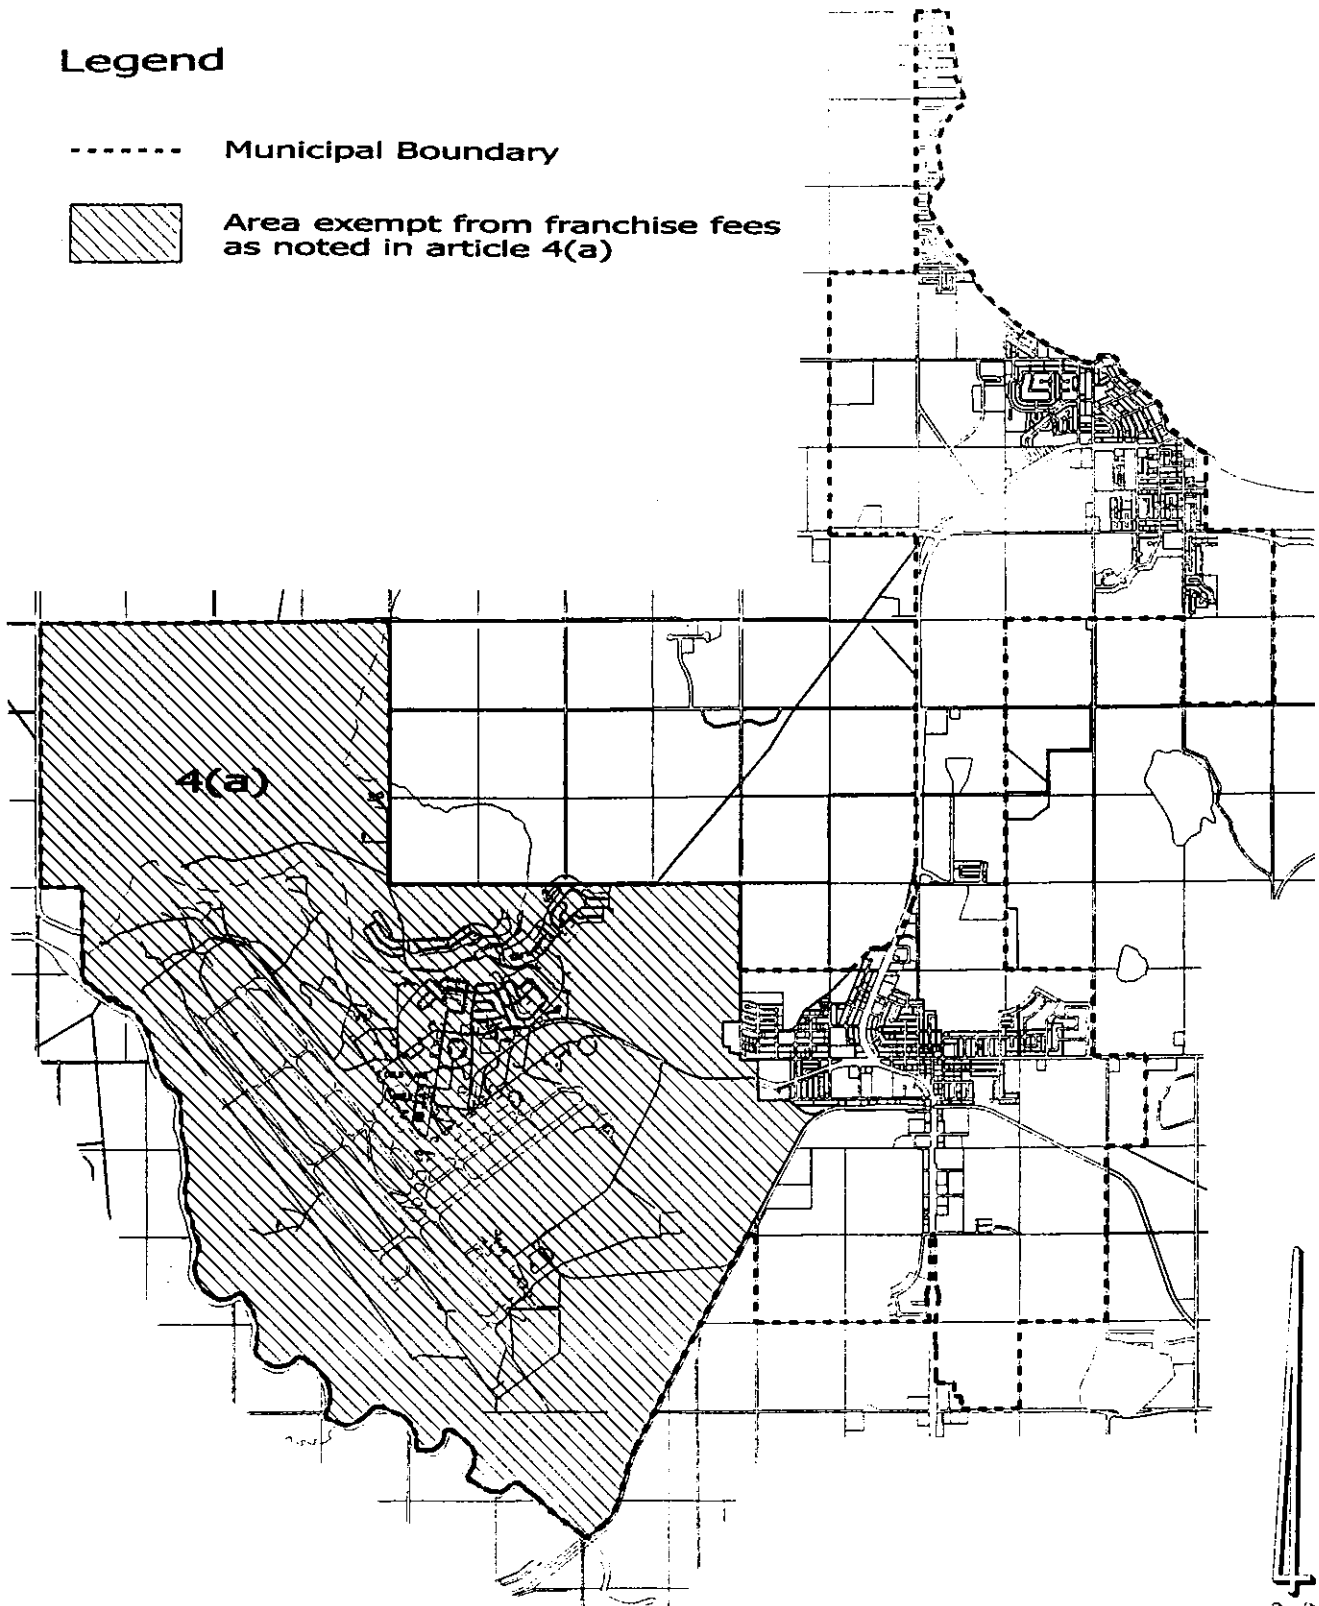 Legend
Municipal Boundary
Area exempt from franchise fees
as noted in article 4(a)
4(a)